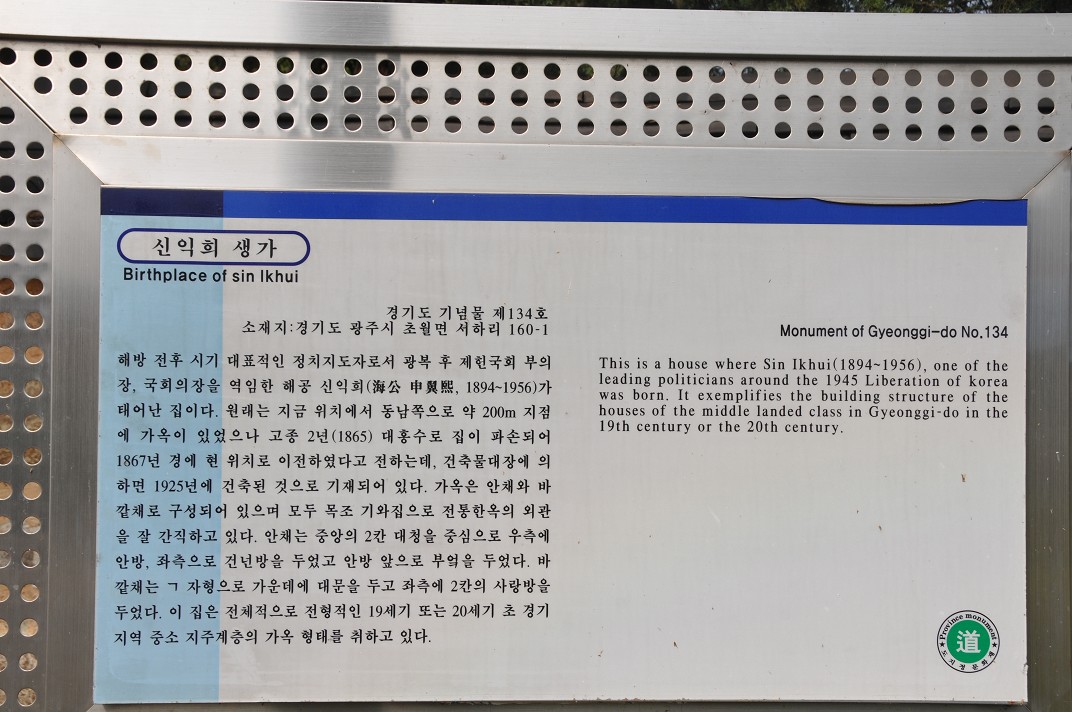 신익희 생가
Birthplace of sin Ikhui
경기도 기념물 제134호
소재지:경기도 광주시 초월면 서하리 160-1
해방 전후 시기 대표적인 정치지도자로서 광복 후 제헌국회 부의
장, 국회의장을 역임한 해공 신익희(海公 申翼熙, 1894~1956)가
태어난 집이다. 원래는 지금 위치에서 동남쪽으로 약 200m 지점
에 가옥이 있었으나 고종 2년(1865) 대홍수로 집이 파손되어
1867년 경에 현 위치로 이전하였다고 전하는데, 건축물대장에 의
하면 1925년에 건축된 것으로 기재되어 있다. 가옥은 안채와 바
깥채로 구성되어 있으며 모두 목조 기와집으로 전통한옥의 외관
을 잘 간직하고 있다. 안채는 중앙의 2칸 대청을 중심으로 우측에
안방, 좌측으로 건넌방을 두었고 안방 앞으로 부엌을 두었다. 바
깥채는 ㄱ 자형으로 가운데에 대문을 두고 좌측에 2칸의 사랑방을
두었다. 이 집은 전체적으로 전형적인 19세기 또는 20세기 초 경기
지역 중소 지주계층의 가옥 형태를 취하고 있다.
Monument of Gyeonggi-do No.134
This is a house where Sin Ikhui(1894~1956), one of the
leading politicians around the 1945 Liberation of korea
was born. It exemplifies the building structure of the
houses of the middle landed class in Gyeonggi-do in the
19th century or the 20th century.
Province monument
道
도지정문화재